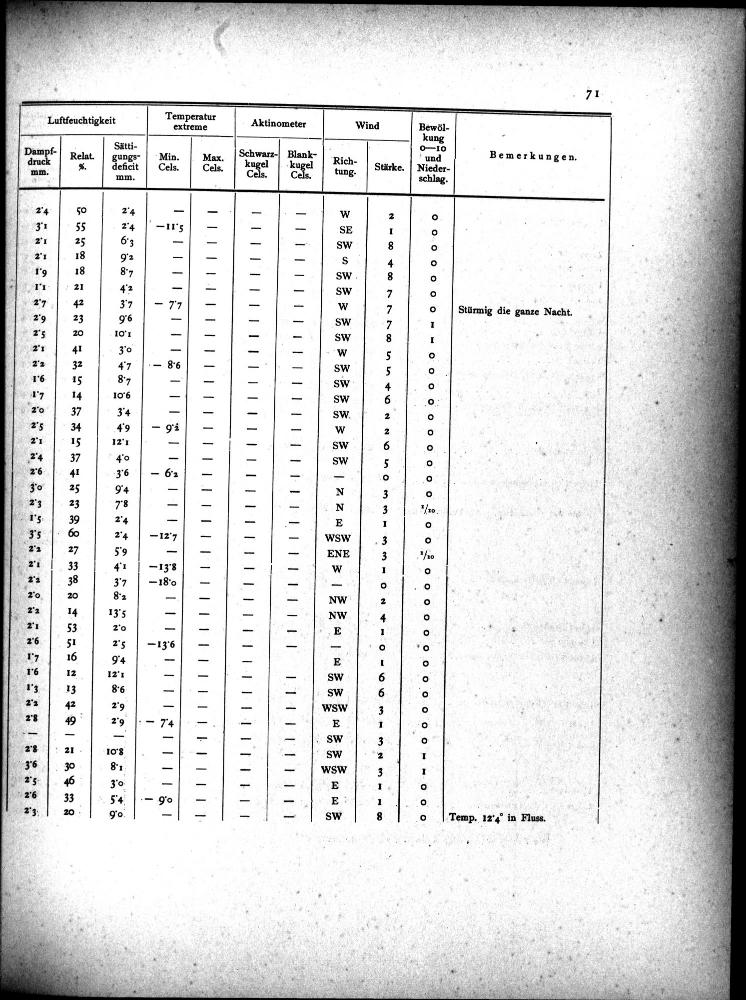 71
Luftfeuchtigkeit Temperatur extreme Aktinometer Wind Bewöl-kung 0—10 und Nieder-schlag. Bemerkungen.
Dampf-druck mm. Relat. %. Sätti-gungs-deficit mm. Min. Cels. Max. Cels. Schwarz-kugel Cels. Blank-kugel Cels. Rich-tung. Stärke.
2·4 50 2·4 — — — — W 2 0
3·1 55 2·4 —11·5 — — — SE 1 0
2·1 25 6·3 — — — — SW 8 0
2·1 18 9·2 — — — — S 4 0
1·9 18 8·7 — — — — SW 8 0
1·1 21 4·2 — — — — SW 7 0
2·7 42 3·7 — 7·7 — — — W 7 0 Stürmig die ganze Nacht.
2·9 23 9·6 — — — — SW 7 1
2·5 20 10·1 — — — — SW 8 1
2·1 41 3·0 — — — — W 5 0
2·2 32 4·7 — 8·6 — — — SW 5 0
1·6 15 8·7 — — — — SW 4 0
1·7 14 10·6 — — — — SW 6 0
2·0 37 3·4 — — — — SW 2 0
2·5 34 4·9 — — — — W 2 0
2·1 15 12·1 — — — — SW 6 0
2·4 37 4·0 — — — — SW 5 0
2·6 41 3·6 — 6·2 — — — — 0 0
3·0 25 9·4 — — — — N 3 0
2·3 23 7·8 — — — — N 3 1/10
1·5 39 2·4 — — — — E 1 0
3·5 60 2·4 —12·7 — — — WSW 3 0
2·2 27 5·9 — — — — ENE 3 1/10
2·1 33 4·1 —13·8 — — — W 1 0
2·2 38 3·7 —18·0 — — — — 0 0
2·0 20 8·2 — — — — NW 2 0
2·2 14 13·5 — — — — NW 4 0
2·1 53 2·0 — — — — E 1 0
2·6 51 2·5 —13·6 — — — — 0 0
1·7 16 9·4 — — — — E 1 0
1·6 12 12·1 — — — — SW 6 0
1·3 13 8·6 — — — — SW 6 0
2·2 42 2·9 — — — — WSW 3 0
2·8 49 2·9 — 7·4 — — — E 1 0
— — — — — — — SW 3 0
2·8 21 10·8 — — — — SW 2 1
3·6 30 8·1 — — — — WSW 3 1
2·5 46 3·0 — — — — E 1 0
2·6 33 5·4 — 9·0 — — — E 1 0
2·3 20 9·0 — — — — SW 8 0 Temp. 12·4° in Fluss.